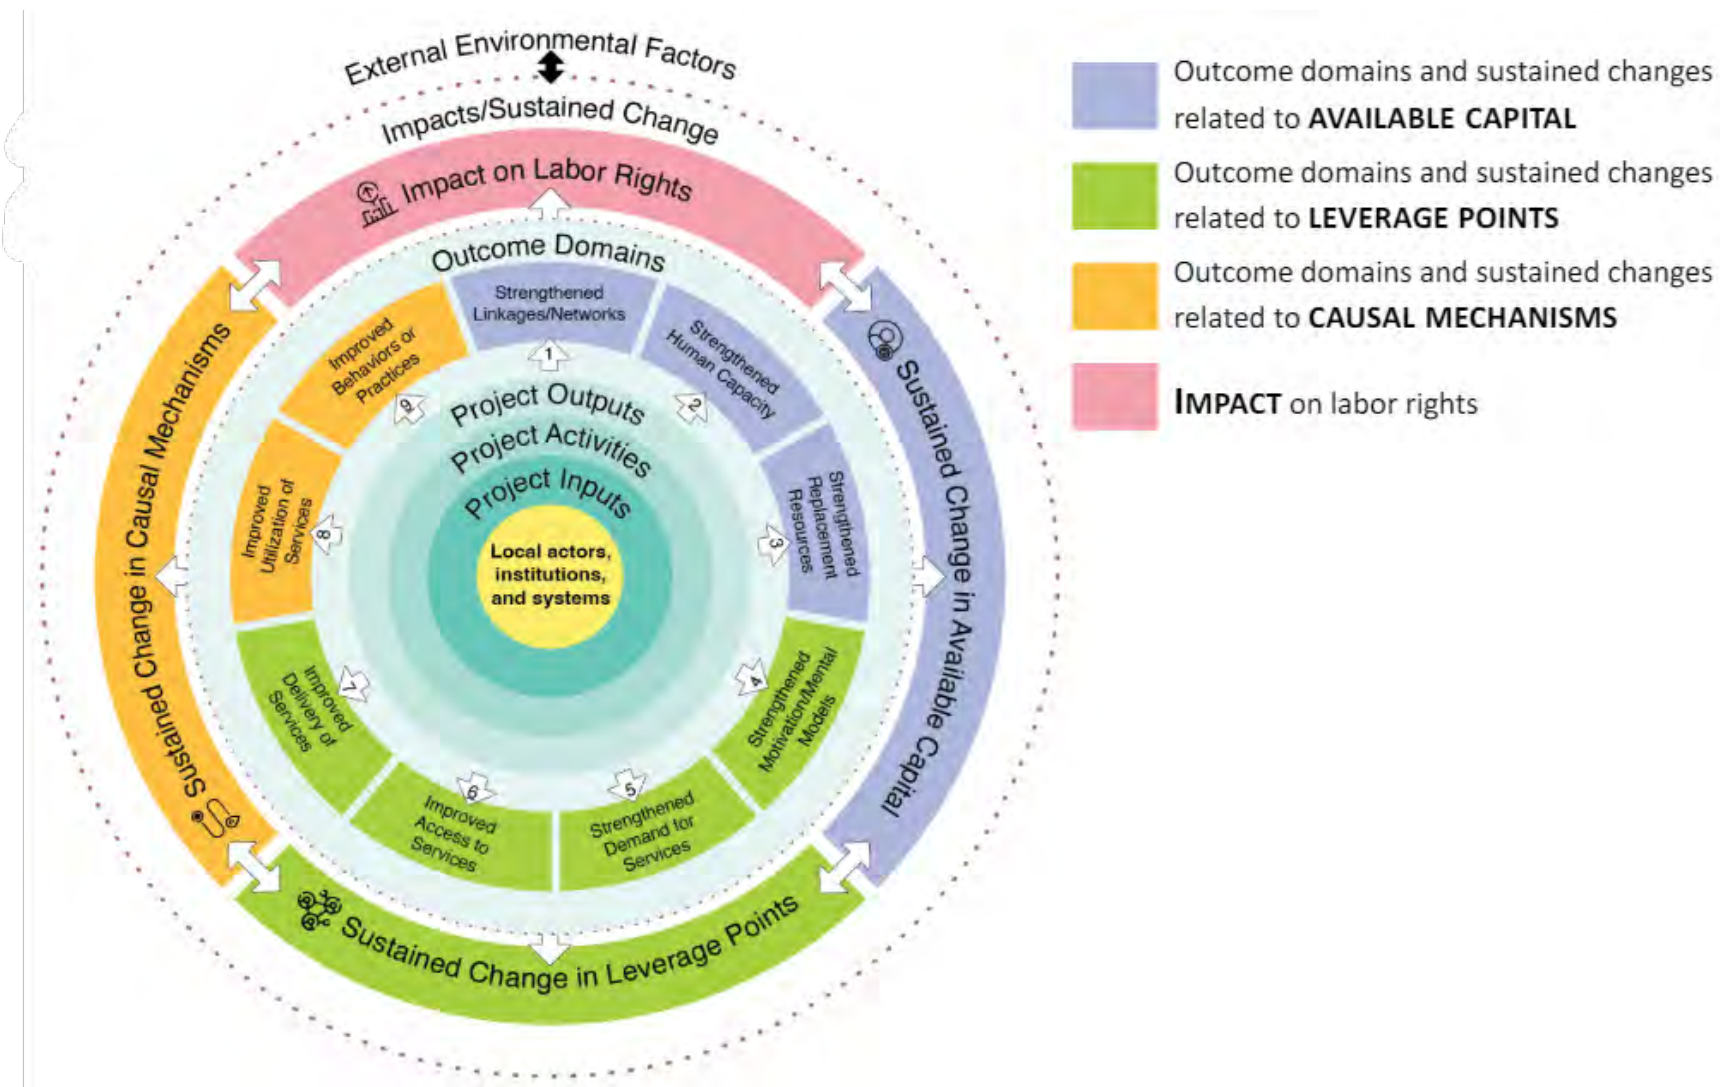 External Environmental Factors
Impacts/Sustained Change
Impact on Labor Rights
Outcome Domains
Strengthened
Linkages/Networks
1
Strengthened
Human Capacity
2
Strengthened
Replacement
Resources
3
Strengthened
Motivation/Mental
Models
4
Strengthened
Demand for
Services
5
Improved
Access to
Services
6
Improved
Delivery of
Services
7
Improved
Utilization of
Services
8
Improved
Behaviors or
Practices
9
Project Outputs
Project Activities
Project Inputs
Local actors,
institutions,
and systems
Sustained Change in Available Capital
Sustained Change in Leverage Points
Sustained Change in Causal Mechanisms
Outcome domains and sustained changes
related to AVAILABLE CAPITAL
Outcome domains and sustained changes
related to LEVERAGE POINTS
Outcome domains and sustained changes
related to CAUSAL MECHANISMS
IMPACT on labor rights